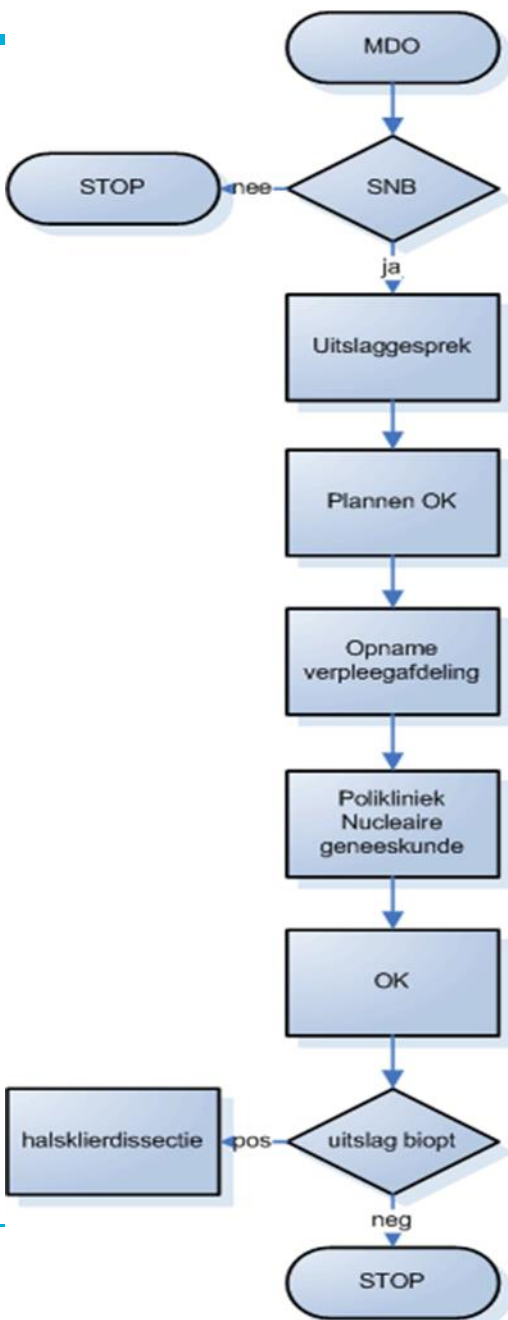 MDO
STOP
nee
SNB
ja
Uitslaggesprek
Plannen OK
Opname
verpleegafdeling
Polikliniek
Nucleaire
geneeskunde
OK
halsklierdissectie
pos
uitslag biopt
neg
STOP